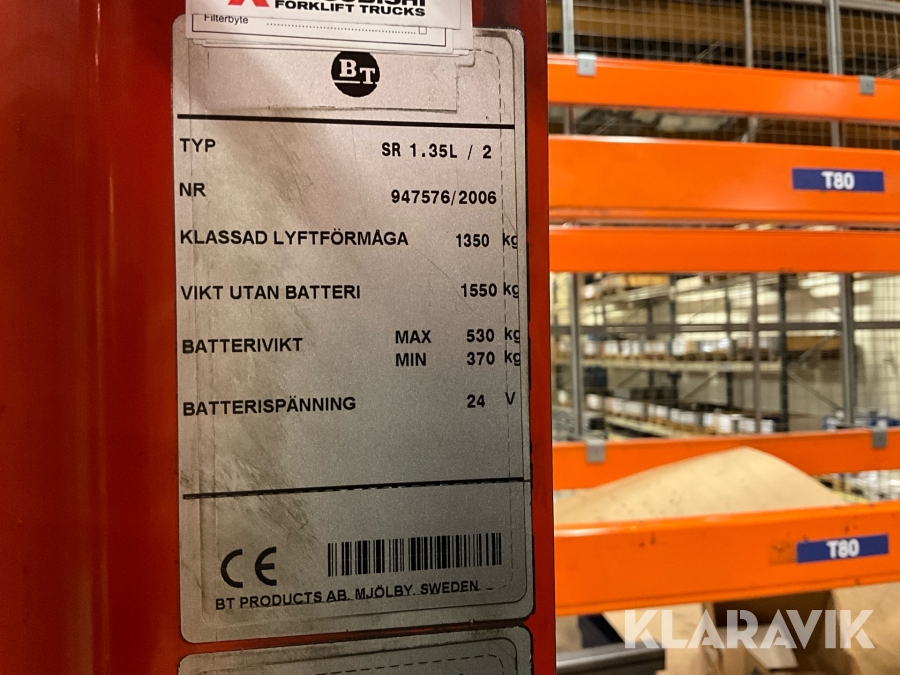 FORKLIFT TRUCKS
Filterbyte
BT
TYP SR 1.35L / 2
NR 947576/2006
KLASSAD LYFTFÖRMÅGA 1350 kg
VIKT UTAN BATTERI 1550 kg
BATTERIVIKT MAX 530 kg
MIN 370 kg
BATTERISPÄNNING 24 V
CE
BT PRODUCTS AB. MJÖLBY. SWEDEN
T80
T80
KLARAVIK